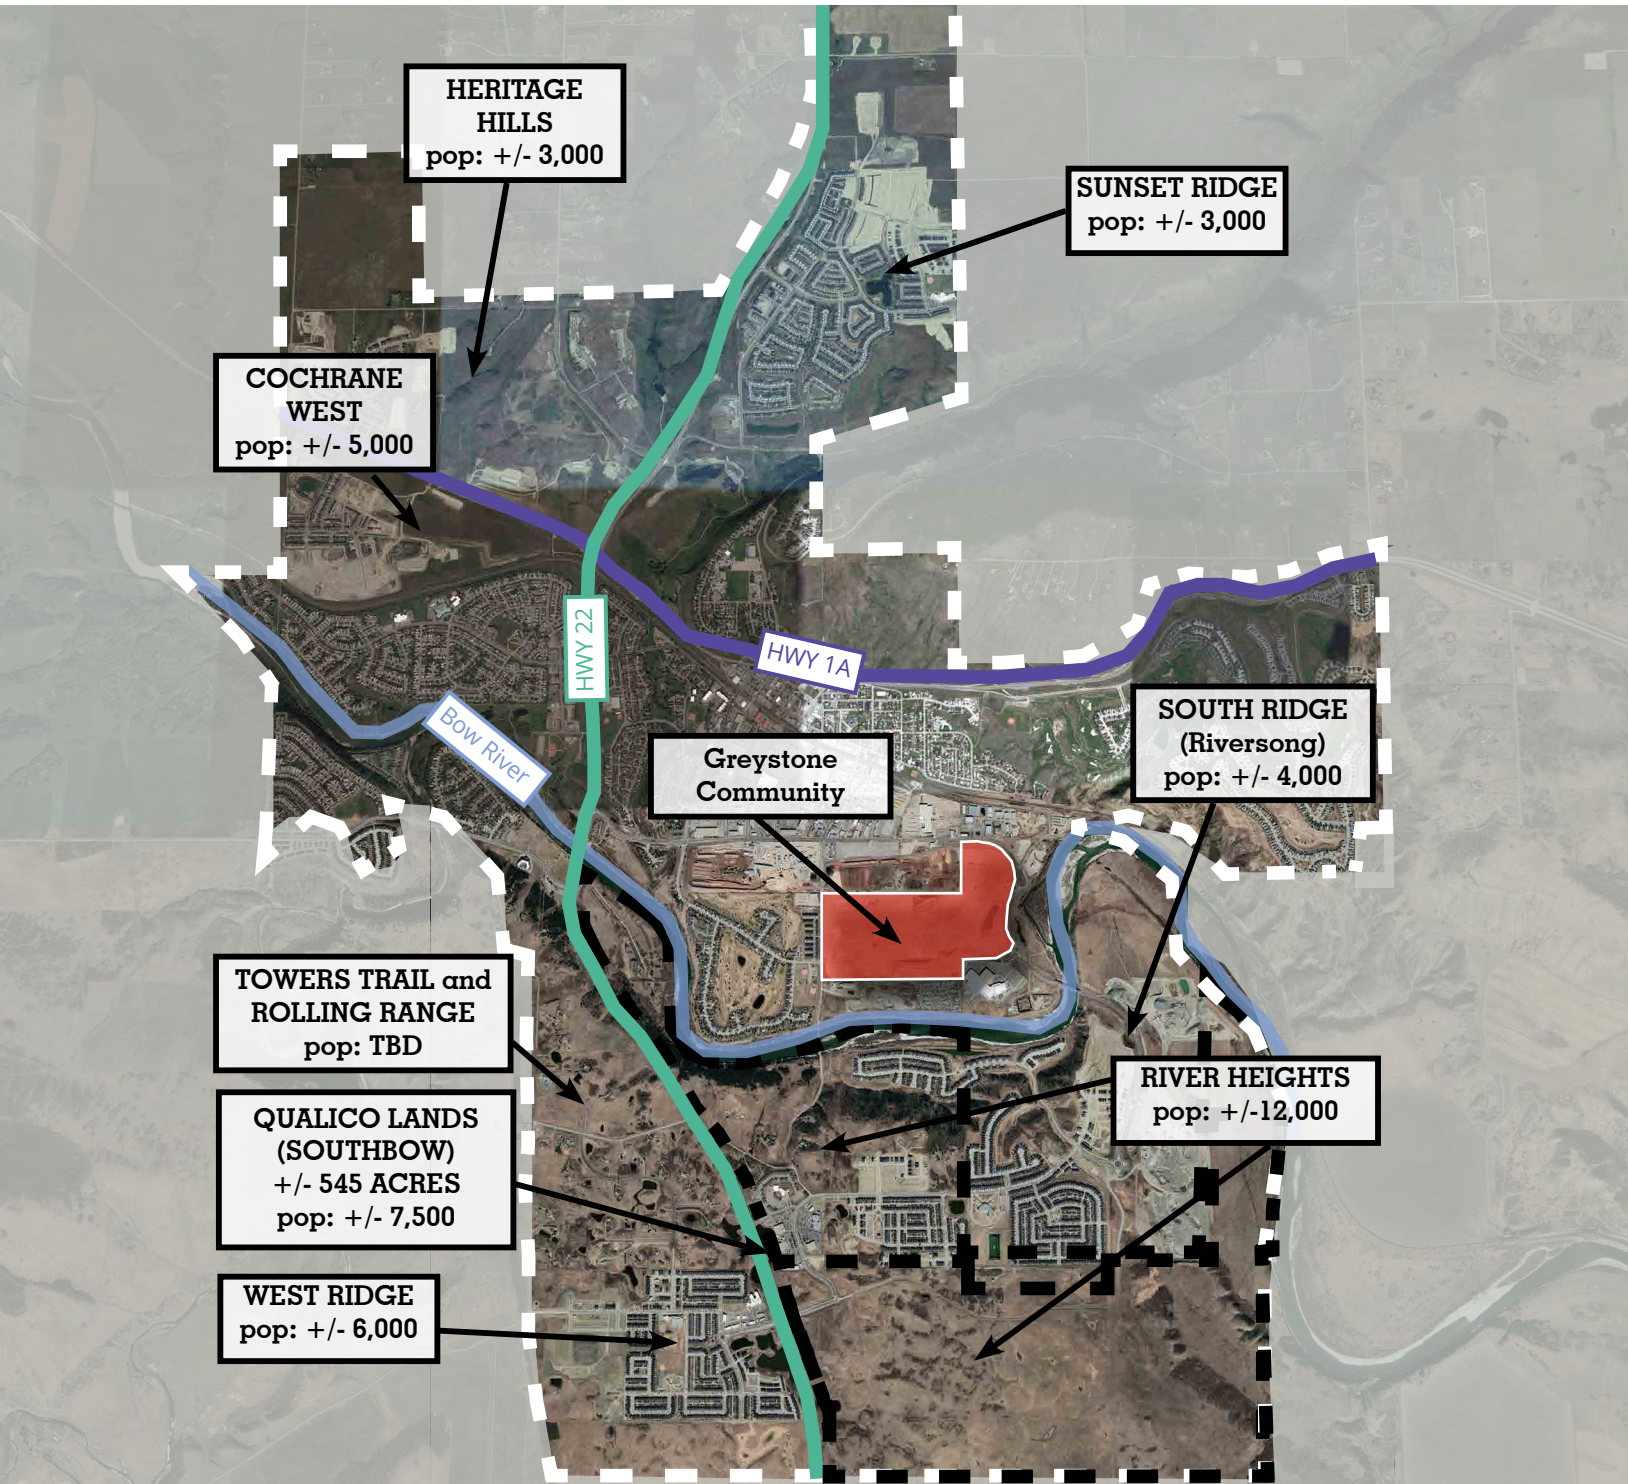 HERITAGE
HILLS
pop: +/- 3,000
SUNSET RIDGE
pop: +/- 3,000
COCHRANE
WEST
pop: +/- 5,000
HWY 22
HWY 1A
Bow River
SOUTH RIDGE
(Riversong)
pop: +/- 4,000
Greystone
Community
TOWERS TRAIL and
ROLLING RANGE
pop: TBD
RIVER HEIGHTS
pop: +/-12,000
QUALICO LANDS
(SOUTHBOW)
+/- 545 ACRES
pop: +/- 7,500
WEST RIDGE
pop: +/- 6,000